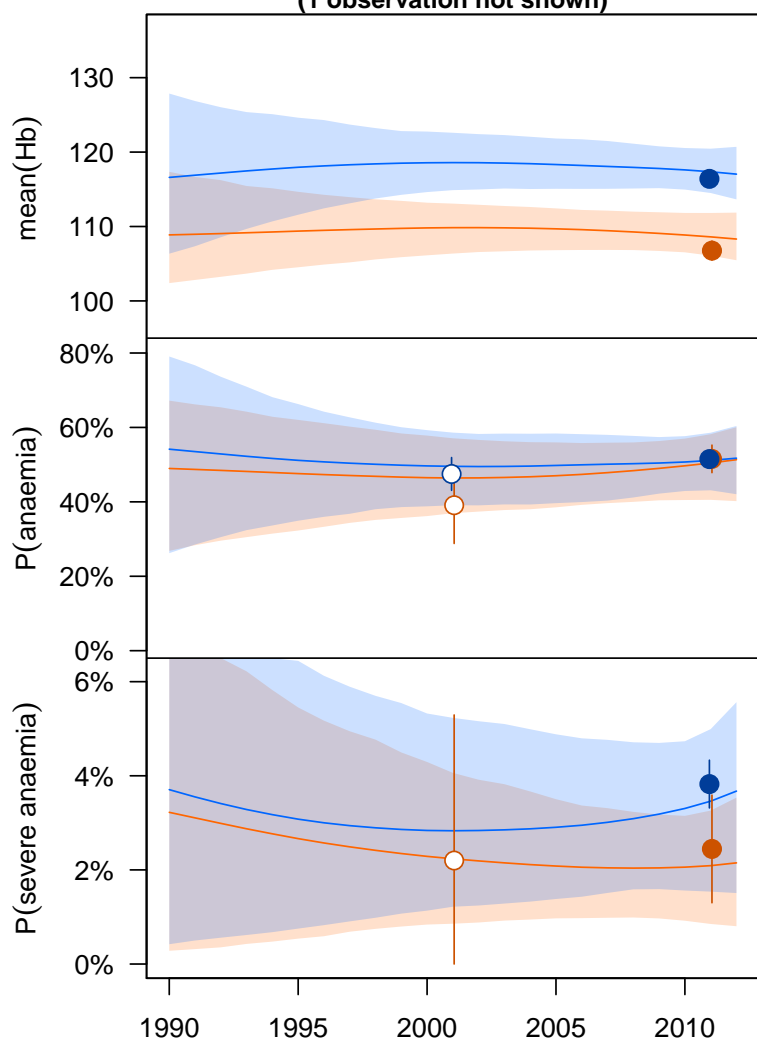 (1 observation not shown)
mean(Hb)
130
120
110
100
P(anaemia)
80%
60%
40%
20%
0%
P(severe anaemia)
6%
4%
2%
0%
1990 1995 2000 2005 2010